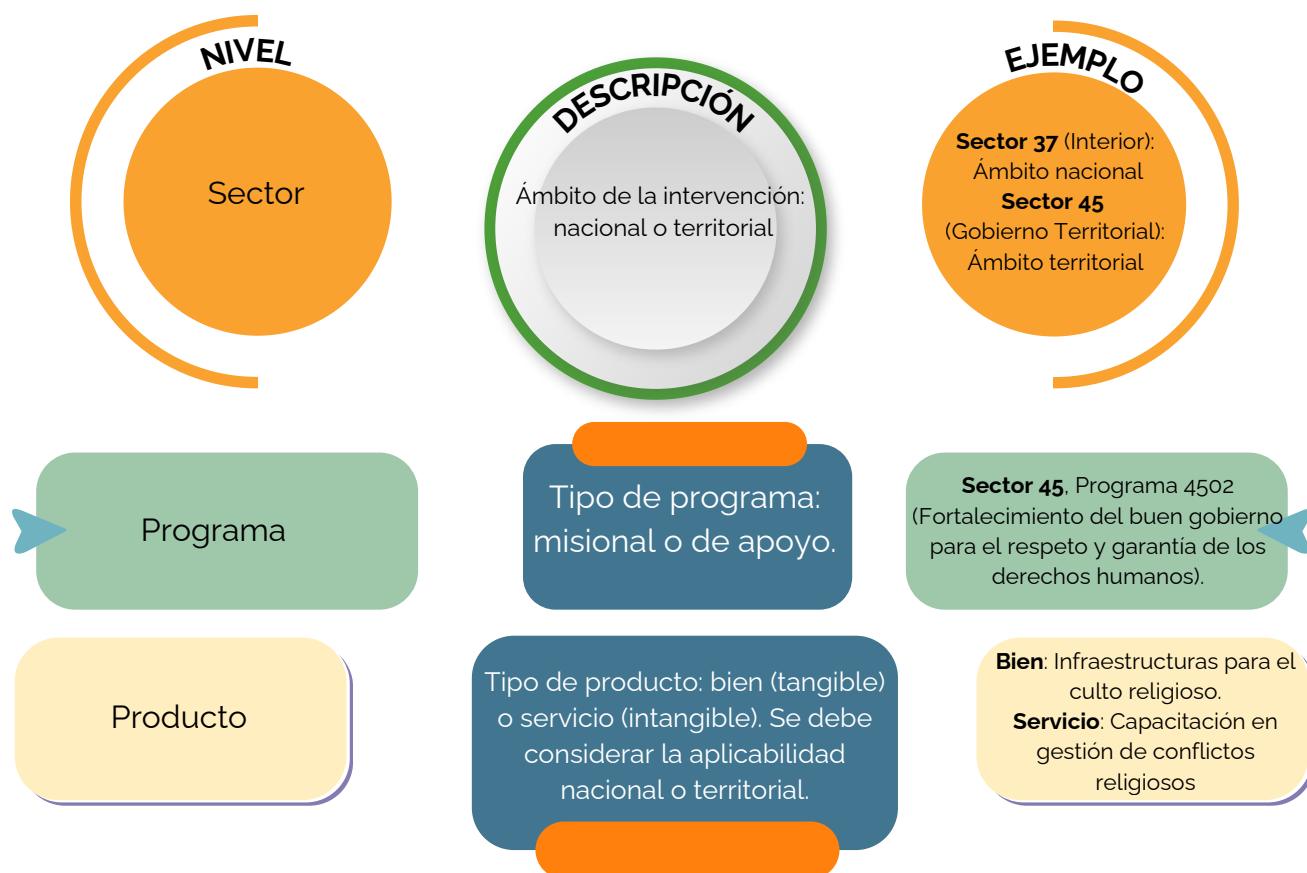 NIVEL
DESCRIPCIÓN
EJEMPLO
Sector
Ámbito de la intervención:
nacional o territorial
Sector 37 (Interior):
Ámbito nacional
Sector 45
(Gobierno Territorial):
Ámbito territorial
Programa
Tipo de programa:
misional o de apoyo.
Sector 45, Programa 4502
(Fortalecimiento del buen gobierno
para el respeto y garantía de los
derechos humanos).
Producto
Tipo de producto: bien (tangible)
o servicio (intangible). Se debe
considerar la aplicabilidad
nacional o territorial.
Bien: Infraestructuras para el
culto religioso.
Servicio: Capacitación en
gestión de conflictos
religiosos